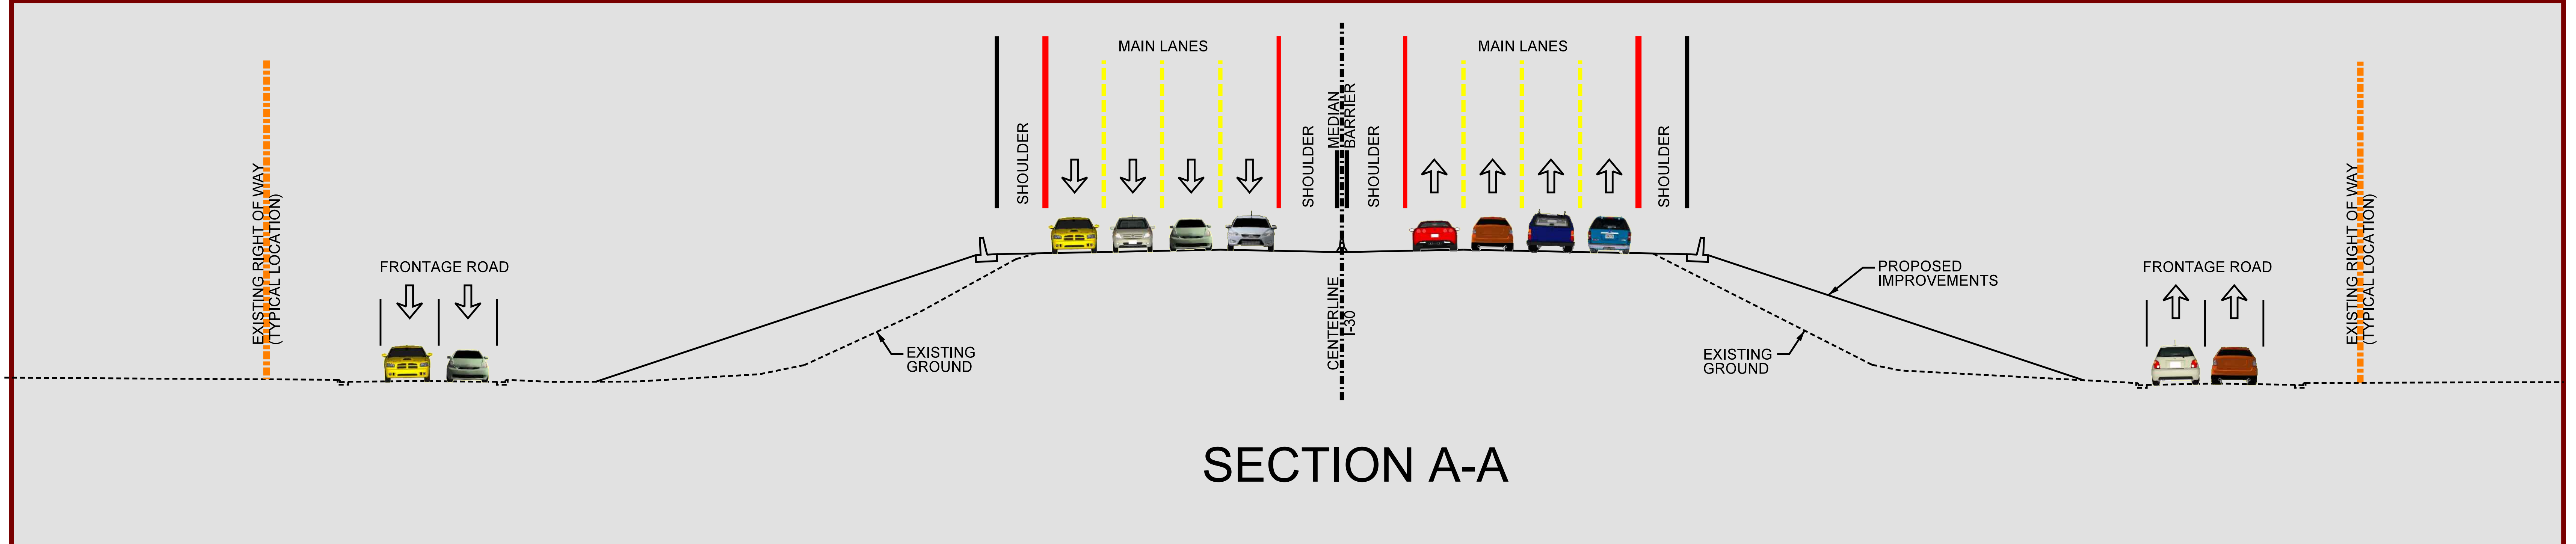 EXISTING RIGHT OF WAY
(TYPICAL LOCATION)
FRONTAGE ROAD
SHOULDER
MAIN LANES
SHOULDER
MEDIAN
BARRIER
SHOULDER
MAIN LANES
SHOULDER
EXISTING
GROUND
CENTERLINE
I-30
EXISTING
GROUND
PROPOSED
IMPROVEMENTS
FRONTAGE ROAD
EXISTING RIGHT OF WAY
(TYPICAL LOCATION)
SECTION A-A